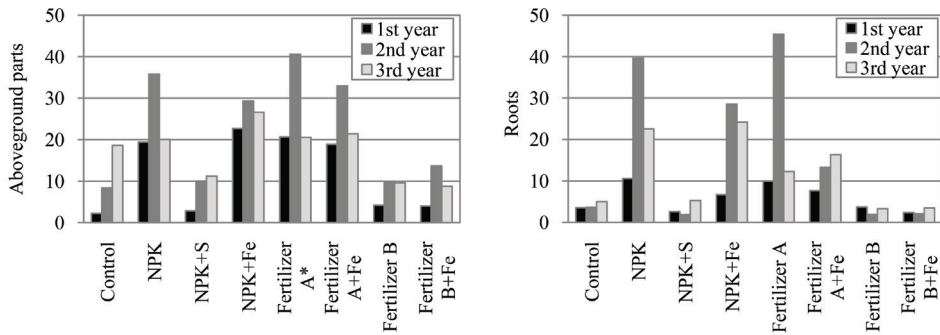 Aboveground parts
50
40
30
20
10
0
1st year
2nd year
3rd year
Control
NPK
NPK+S
NPK+Fe
Fertilizer
A*
Fertilizer
A+Fe
Fertilizer B
Fertilizer
B+Fe
Roots
50
40
30
20
10
0
1st year
2nd year
3rd year
Control
NPK
NPK+S
NPK+Fe
Fertilizer A
Fertilizer
A+Fe
Fertilizer B
Fertilizer
B+Fe